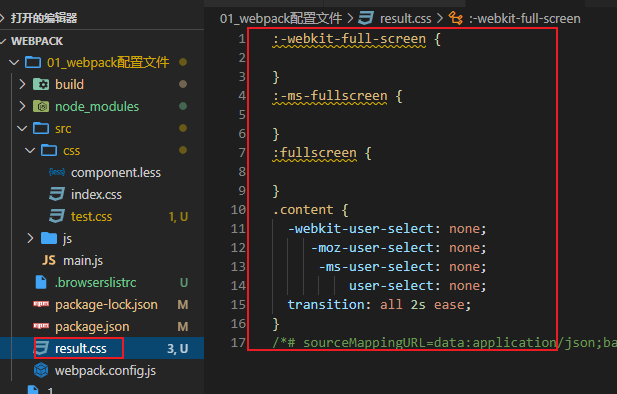 打开的编辑器
WEBPACK
01_webpack配置文件
build
node_modules
src
css
component.less
index.css
test.css 1, U
js
JS main.js
.browserslistrc U
package-lock.json M
package.json M
result.css 3, U
webpack.config.js
1
01_webpack配置文件 > result.css > :-webkit-full-screen
1 :-webkit-full-screen {
2
3 }
4 :-ms-fullscreen {
5
6 }
7 :fullscreen {
8
9 }
10 .content {
11 -webkit-user-select: none;
12 -moz-user-select: none;
13 -ms-user-select: none;
14 user-select: none;
15 transition: all 2s ease;
16 }
17 /*# sourceMappingURL=data:application/json;ba